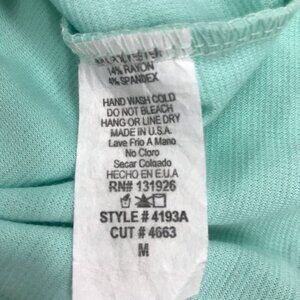 14% RAYON
4% SPANDEX
HAND WASH COLD
DO NOT BLEACH
HANG OR LINE DRY
MADE IN U.S.A
Lave Frio A Mano
No Cloro
Secar Colgado
HECHO EN E.U.A
RN# 131926
STYLE # 4193A
CUT # 4663
M